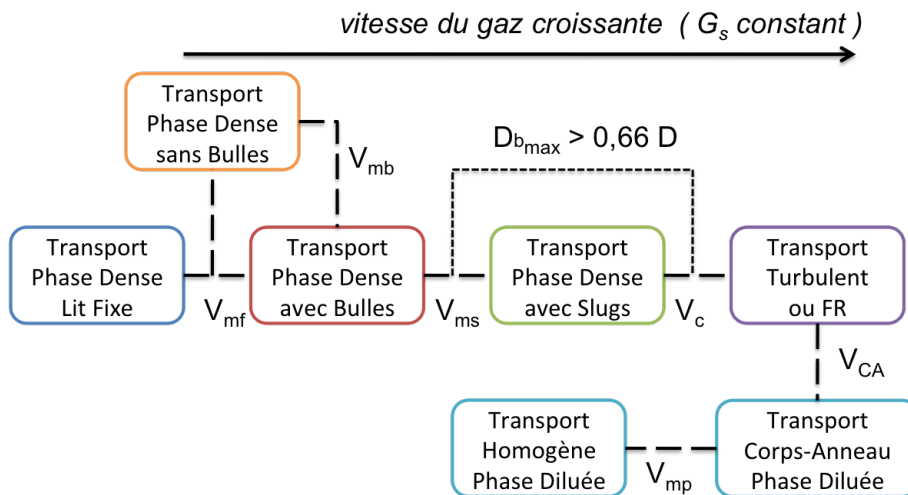 vitesse du gaz croissante ( Gs constant )
Transport
Phase Dense
sans Bulles
Vmb
Dbmax > 0,66 D
Transport
Phase Dense
Lit Fixe
Vmf
Transport
Phase Dense
avec Bulles
Vms
Transport
Phase Dense
avec Slugs
Vc
Transport
Turbulent
ou FR
VCA
Transport
Homogène
Phase Diluée
Vmp
Transport
Corps-Anneau
Phase Diluée